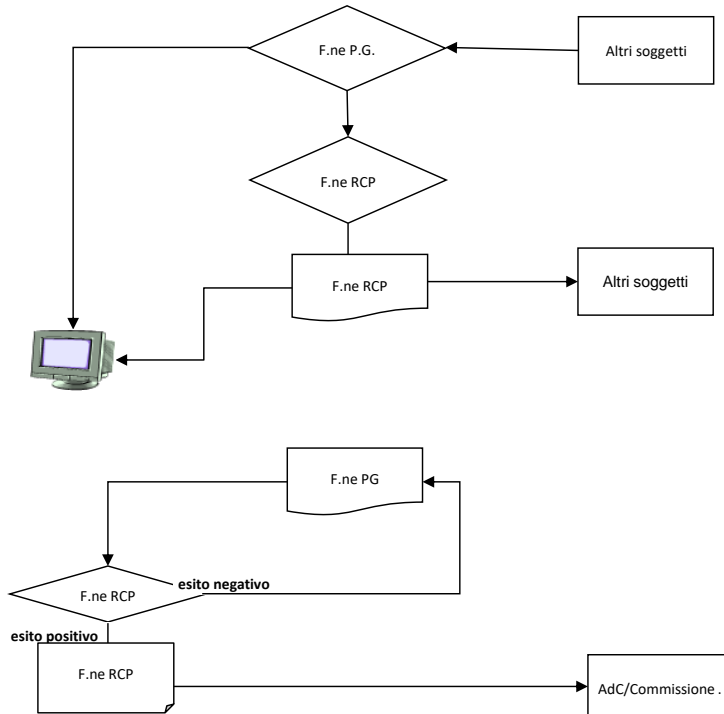 F.ne P.G.
Altri soggetti
F.ne RCP
F.ne RCP
Altri soggetti
F.ne PG
esito negativo
F.ne RCP
esito positivo
F.ne RCP
AdC/Commissione .